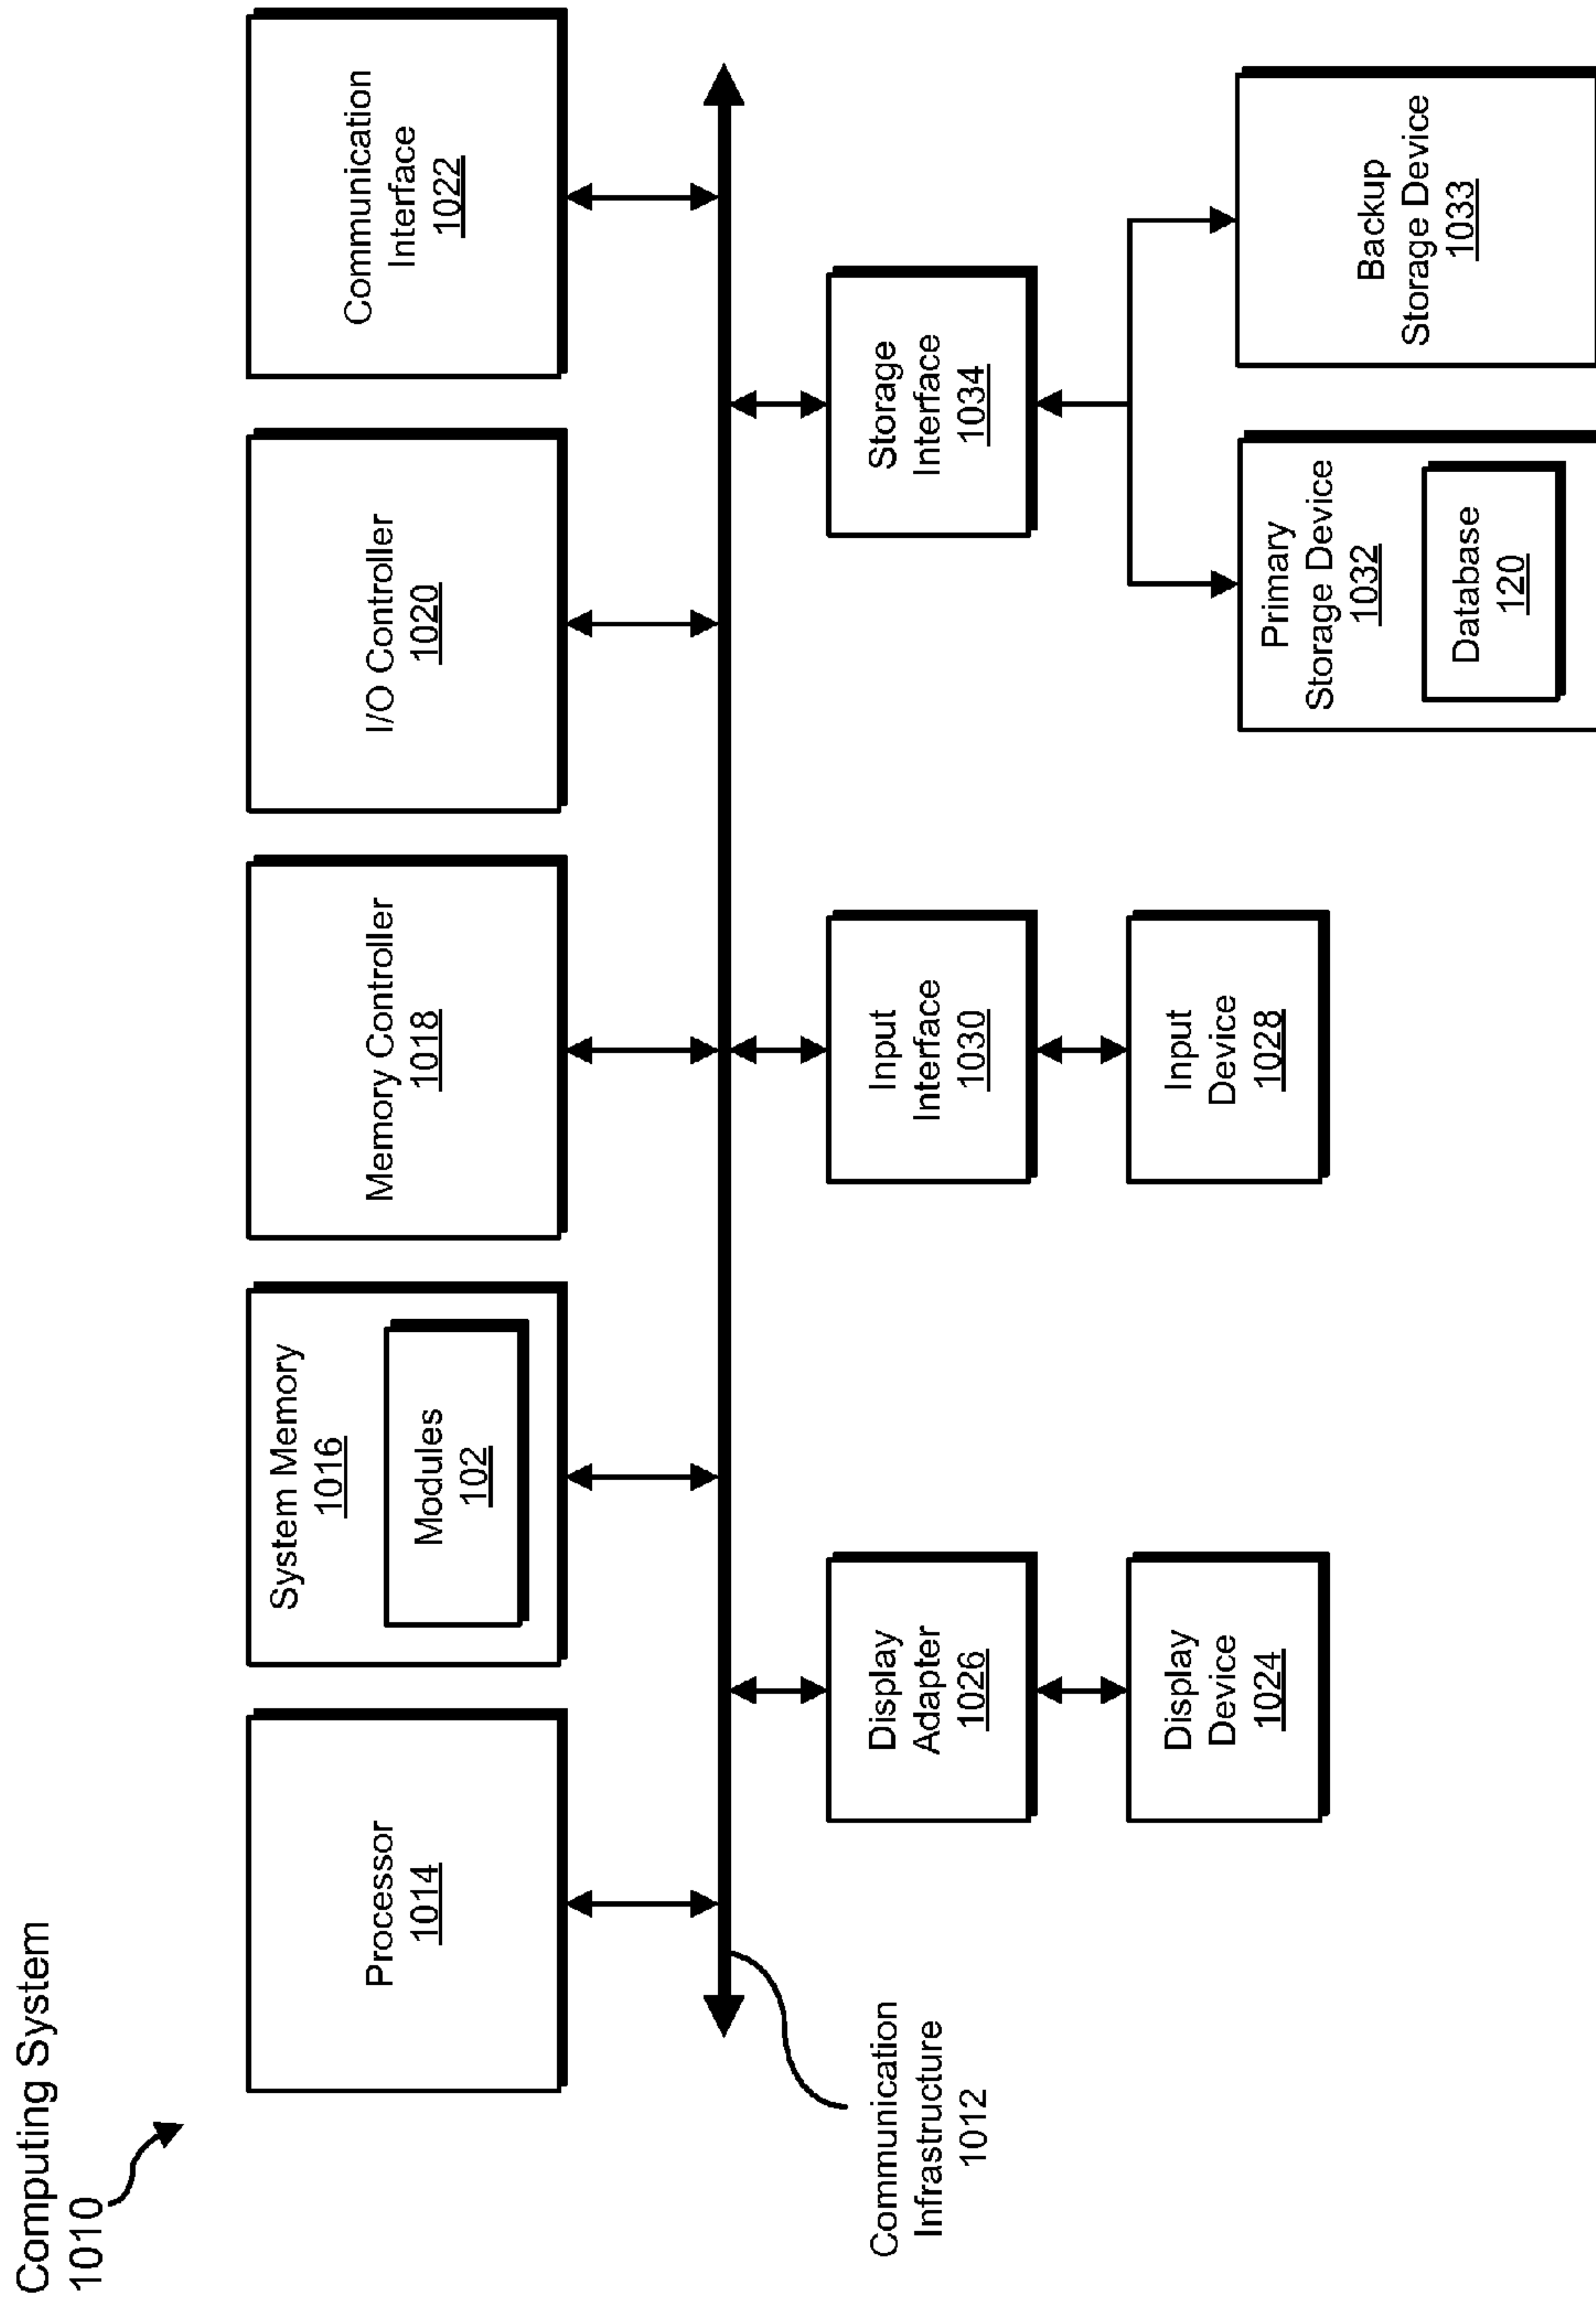 Computing System
1010
Processor
1014
System Memory
1016
Modules
102
Memory Controller
1018
I/O Controller
1020
Communication
Interface
1022
Communication
Infrastructure
1012
Display
Adapter
1026
Input
Interface
1030
Storage
Interface
1034
Display
Device
1024
Input
Device
1028
Primary
Storage Device
1032
Database
120
Backup
Storage Device
1033